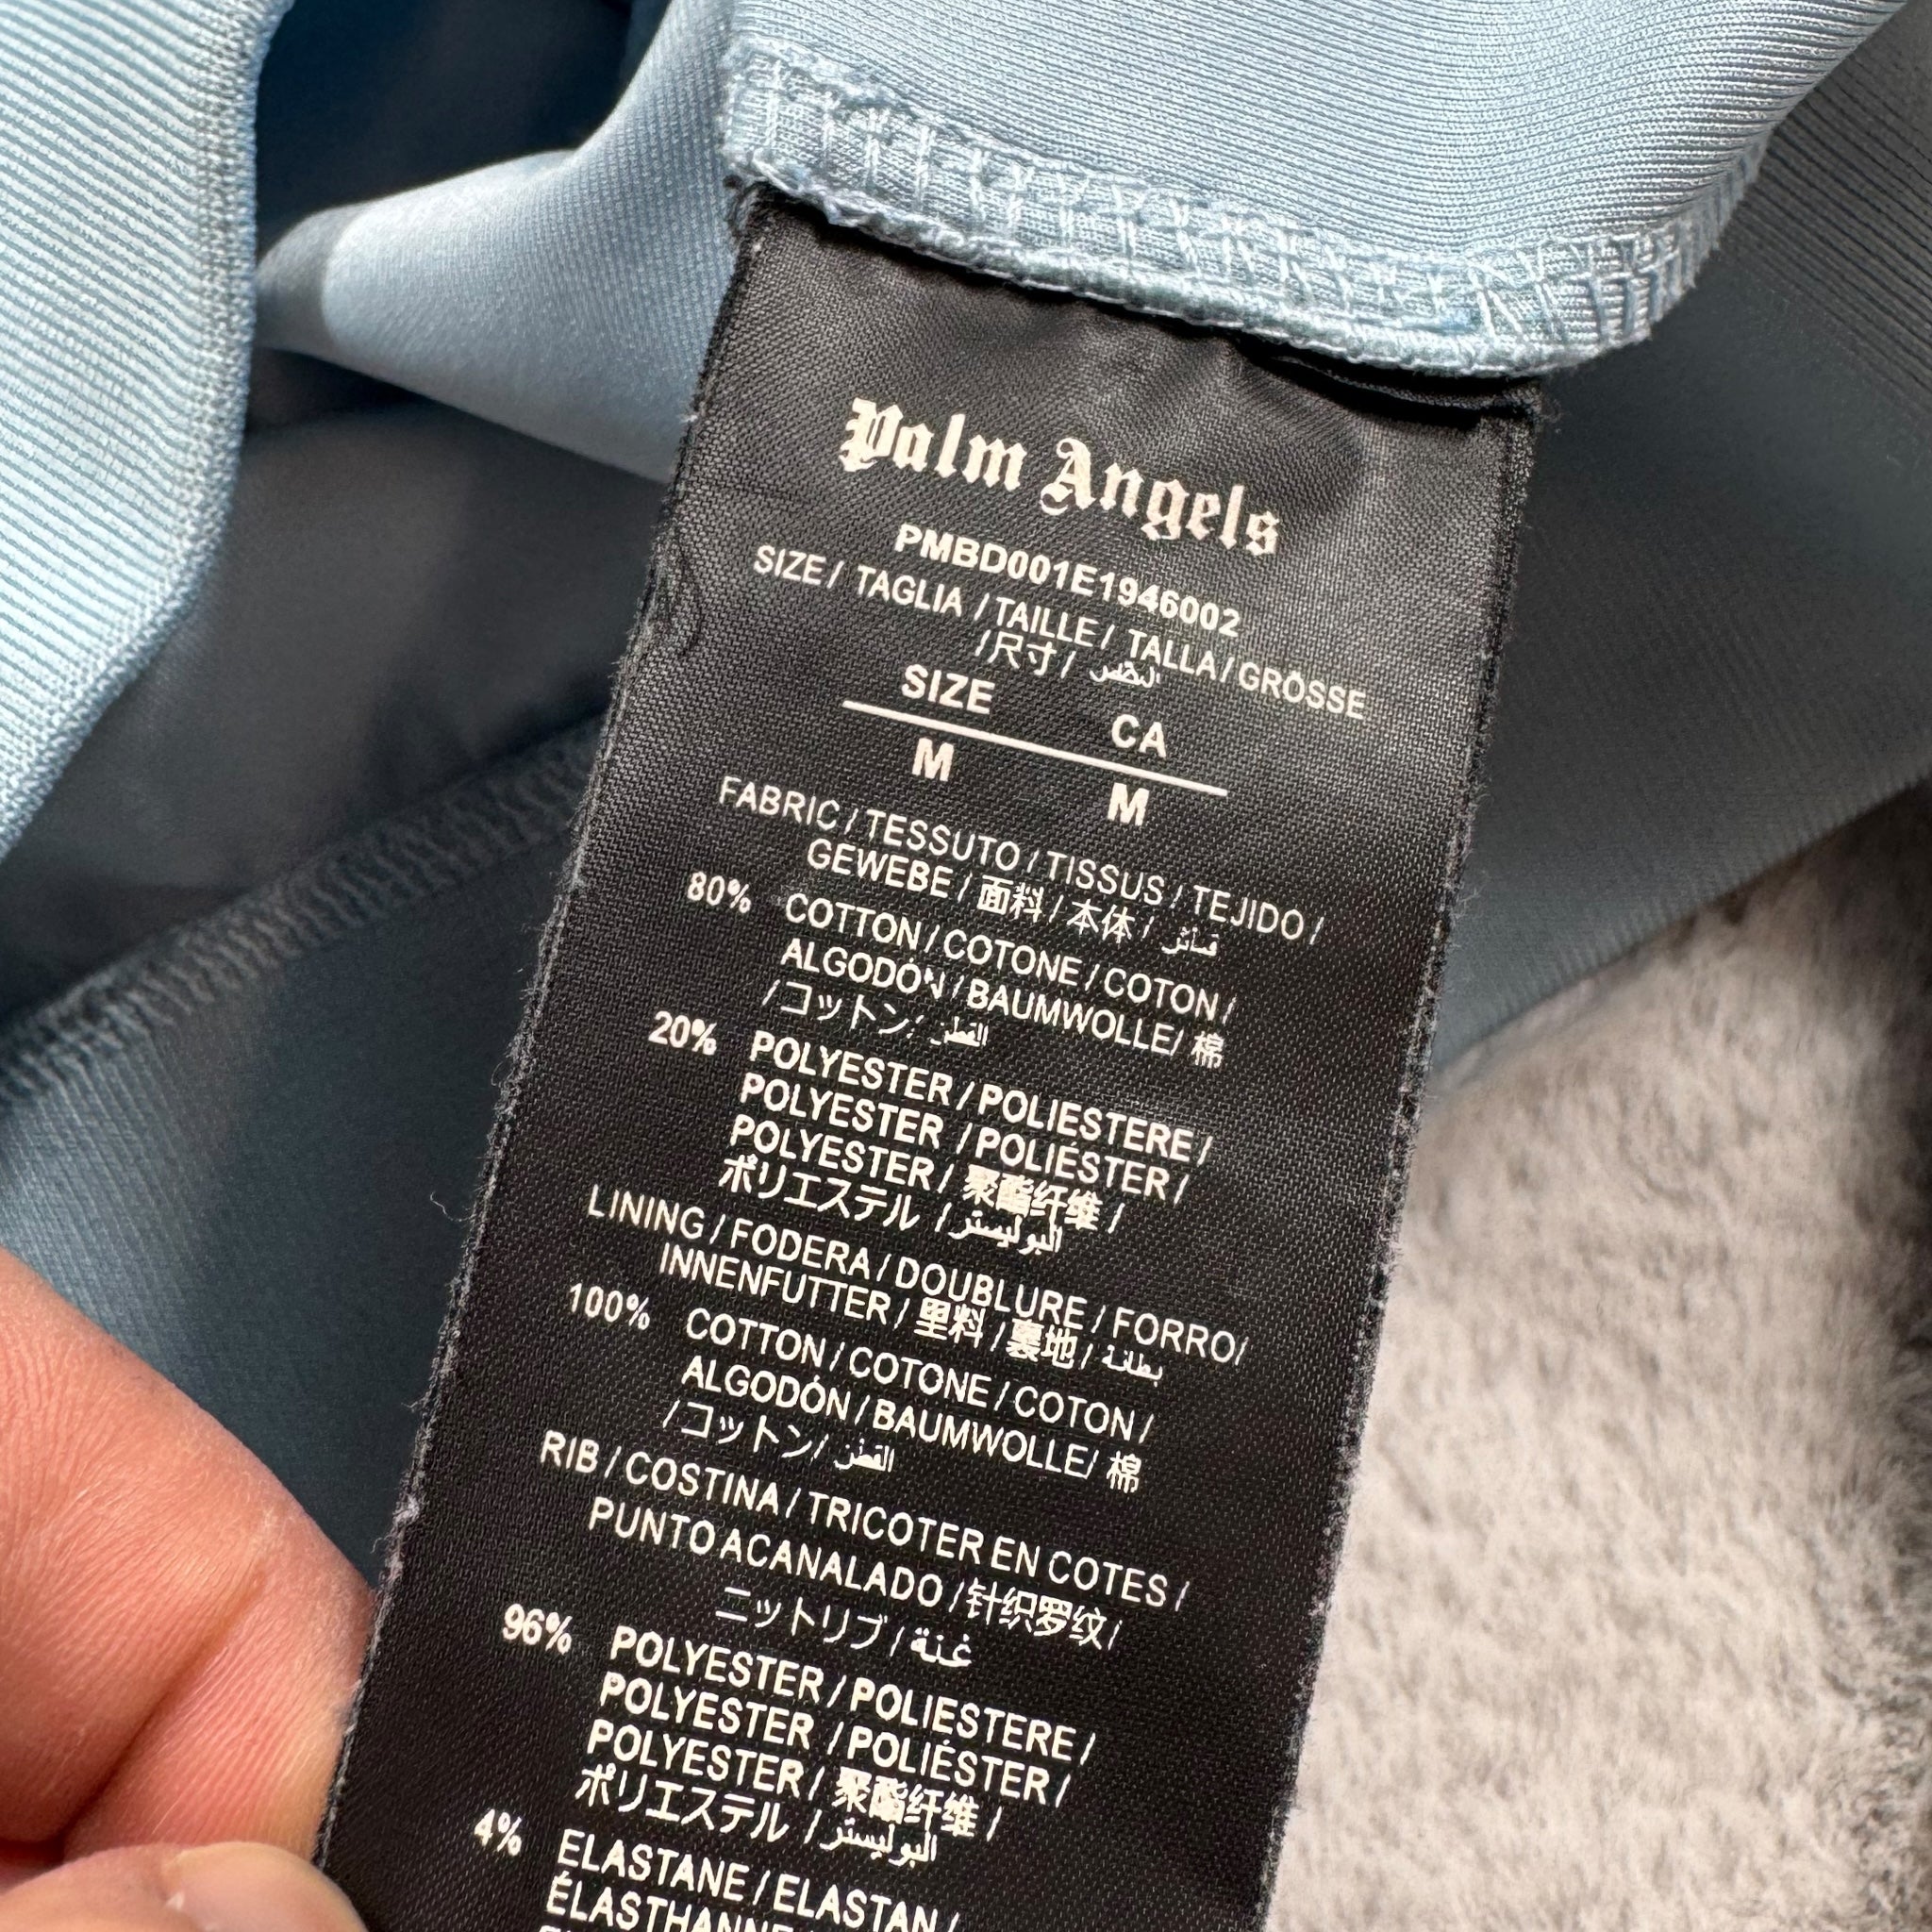 Palm Angels
PMBD001E1946002
SIZE / TAGLIA / TAILLE / TALLA / GRÖSSE
/ 尺寸 /
SIZE CA
M M
FABRIC / TESSUTO / TISSUS / TEJIDO /
GEWEBE / 面料 / 本体 /
80% COTTON / COTONE / COTON /
ALGODÓN / BAUMWOLLE / 棉
/ コットン / القطن
20% POLYESTER / POLIESTERE /
POLYESTER / POLIÉSTER /
POLYESTER / 聚酯纤维 /
ポリエステル / البوليستر
LINING / FODERA / DOUBLURE / FORRO /
INNENFUTTER / 里料 / 裏地 / بطانة
100% COTTON / COTONE / COTON /
ALGODÓN / BAUMWOLLE / 棉
/ コットン / القطن
RIB / COSTINA / TRICOTER EN COTES /
PUNTO ACANALADO / 针织罗纹 /
ニットリブ /
96% POLYESTER / POLIESTERE /
POLYESTER / POLIÉSTER /
POLYESTER / 聚酯纤维 /
ポリエステル / البوليستر
4% ELASTANE / ELASTAN /
ÉLASTHANNE